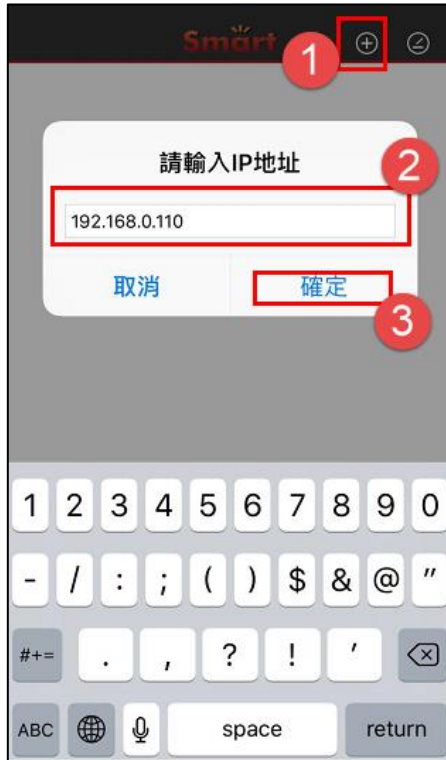 Smart
1
請輸入IP地址
2
192.168.0.110
取消 確定
3
1 2 3 4 5 6 7 8 9 0
- / : ; ( ) $ & @ "
#+= . , ? ! '
ABC space return